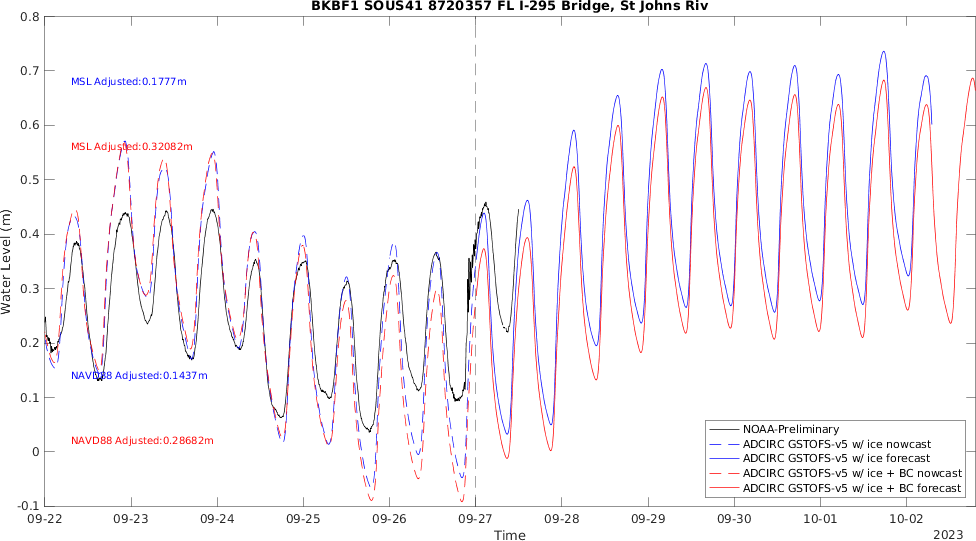 BKBF1 SOUS41 8720357 FL I-295 Bridge, St Johns Riv
0.8
0.7
MSL Adjusted:0.1777m
0.6
MSL Adjusted:0.32082m
0.5
0.4
0.3
0.2
NAVD88 Adjusted:0.1437m
0.1
NAVD88 Adjusted:0.28682m
0
-0.1
Water Level (m)
NOAA-Preliminary
ADCIRC GSTOFS-v5 w/ ice nowcast
ADCIRC GSTOFS-v5 w/ ice forecast
ADCIRC GSTOFS-v5 w/ ice + BC nowcast
ADCIRC GSTOFS-v5 w/ ice + BC forecast
09-22 09-23 09-24 09-25 09-26 09-27 09-28 09-29 09-30 10-01 10-02
Time
2023